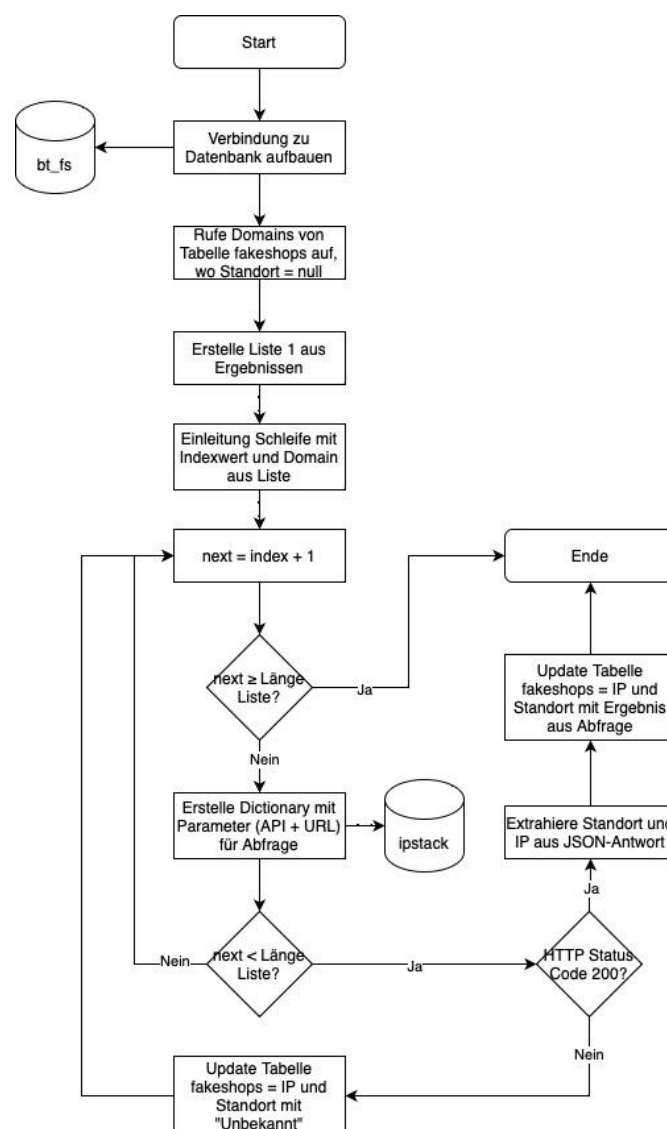 Start
bt_fs
Verbindung zu
Datenbank aufbauen
Rufe Domains von
Tabelle fakeshops auf,
wo Standort = null
Erstelle Liste 1 aus
Ergebnissen
Einleitung Schleife mit
Indexwert und Domain
aus Liste
next = index + 1
Ende
next ≥ Länge
Liste?
Ja
Nein
Update Tabelle
fakeshops = IP und
Standort mit Ergebnis
aus Abfrage
Erstelle Dictionary mit
Parameter (API + URL)
für Abfrage
ipstack
Extrahiere Standort und
IP aus JSON-Antwort
Ja
next < Länge
Liste?
Nein
Ja
HTTP Status
Code 200?
Nein
Update Tabelle
fakeshops = IP und
Standort mit
"Unbekannt"